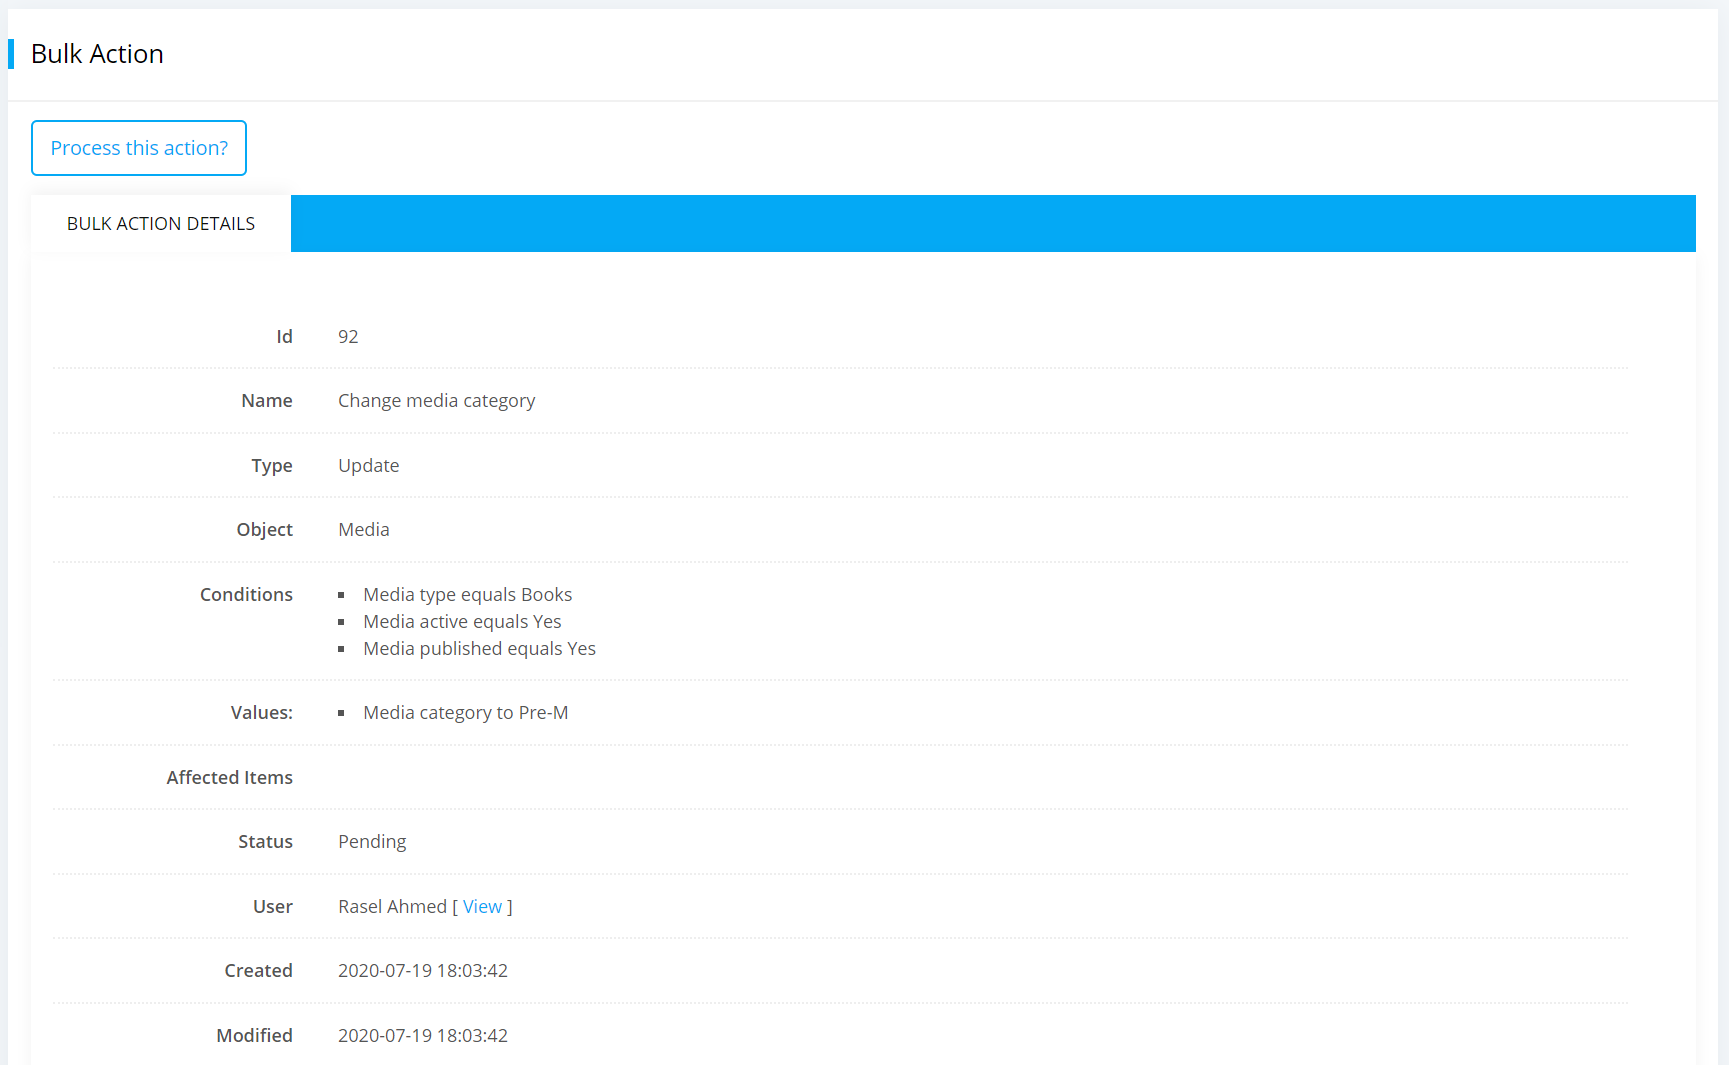 Bulk Action
Process this action?
BULK ACTION DETAILS
Id 92
Name Change media category
Type Update
Object Media
Conditions ▪ Media type equals Books
▪ Media active equals Yes
▪ Media published equals Yes
Values: ▪ Media category to Pre-M
Affected Items
Status Pending
User Rasel Ahmed [ View ]
Created 2020-07-19 18:03:42
Modified 2020-07-19 18:03:42